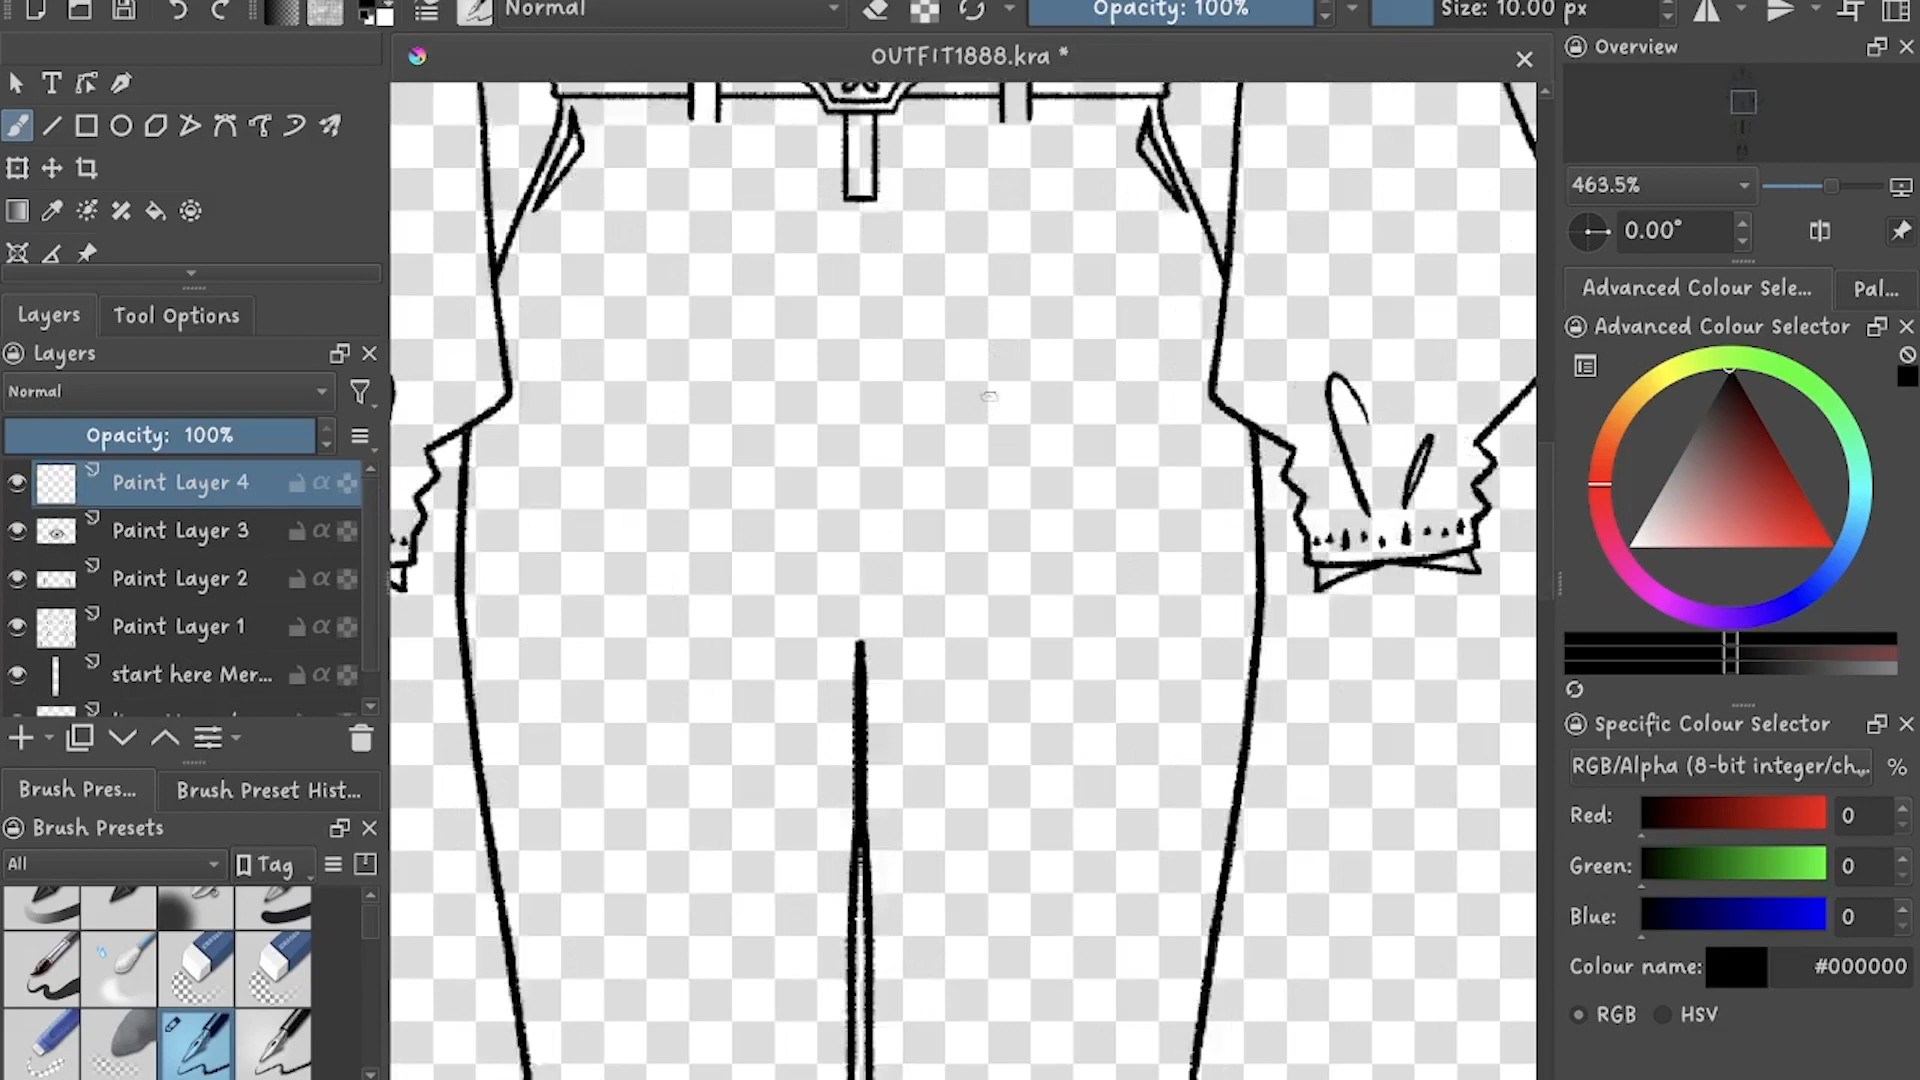 Normal
Opacity: 100%
Size: 10.00 px
OUTFIT1888.kra *
Overview
463.5%
0.00°
Layers
Tool Options
Layers
Normal
Opacity: 100%
Paint Layer 4
Paint Layer 3
Paint Layer 2
Paint Layer 1
start here Mer...
Brush Pres...
Brush Preset Hist...
Brush Presets
All
Tag
Advanced Colour Sele...
Pal...
Advanced Colour Selector
Specific Colour Selector
RGB/Alpha (8-bit integer/ch...
%
Red:
0
Green:
0
Blue:
0
Colour name:
#000000
RGB
HSV